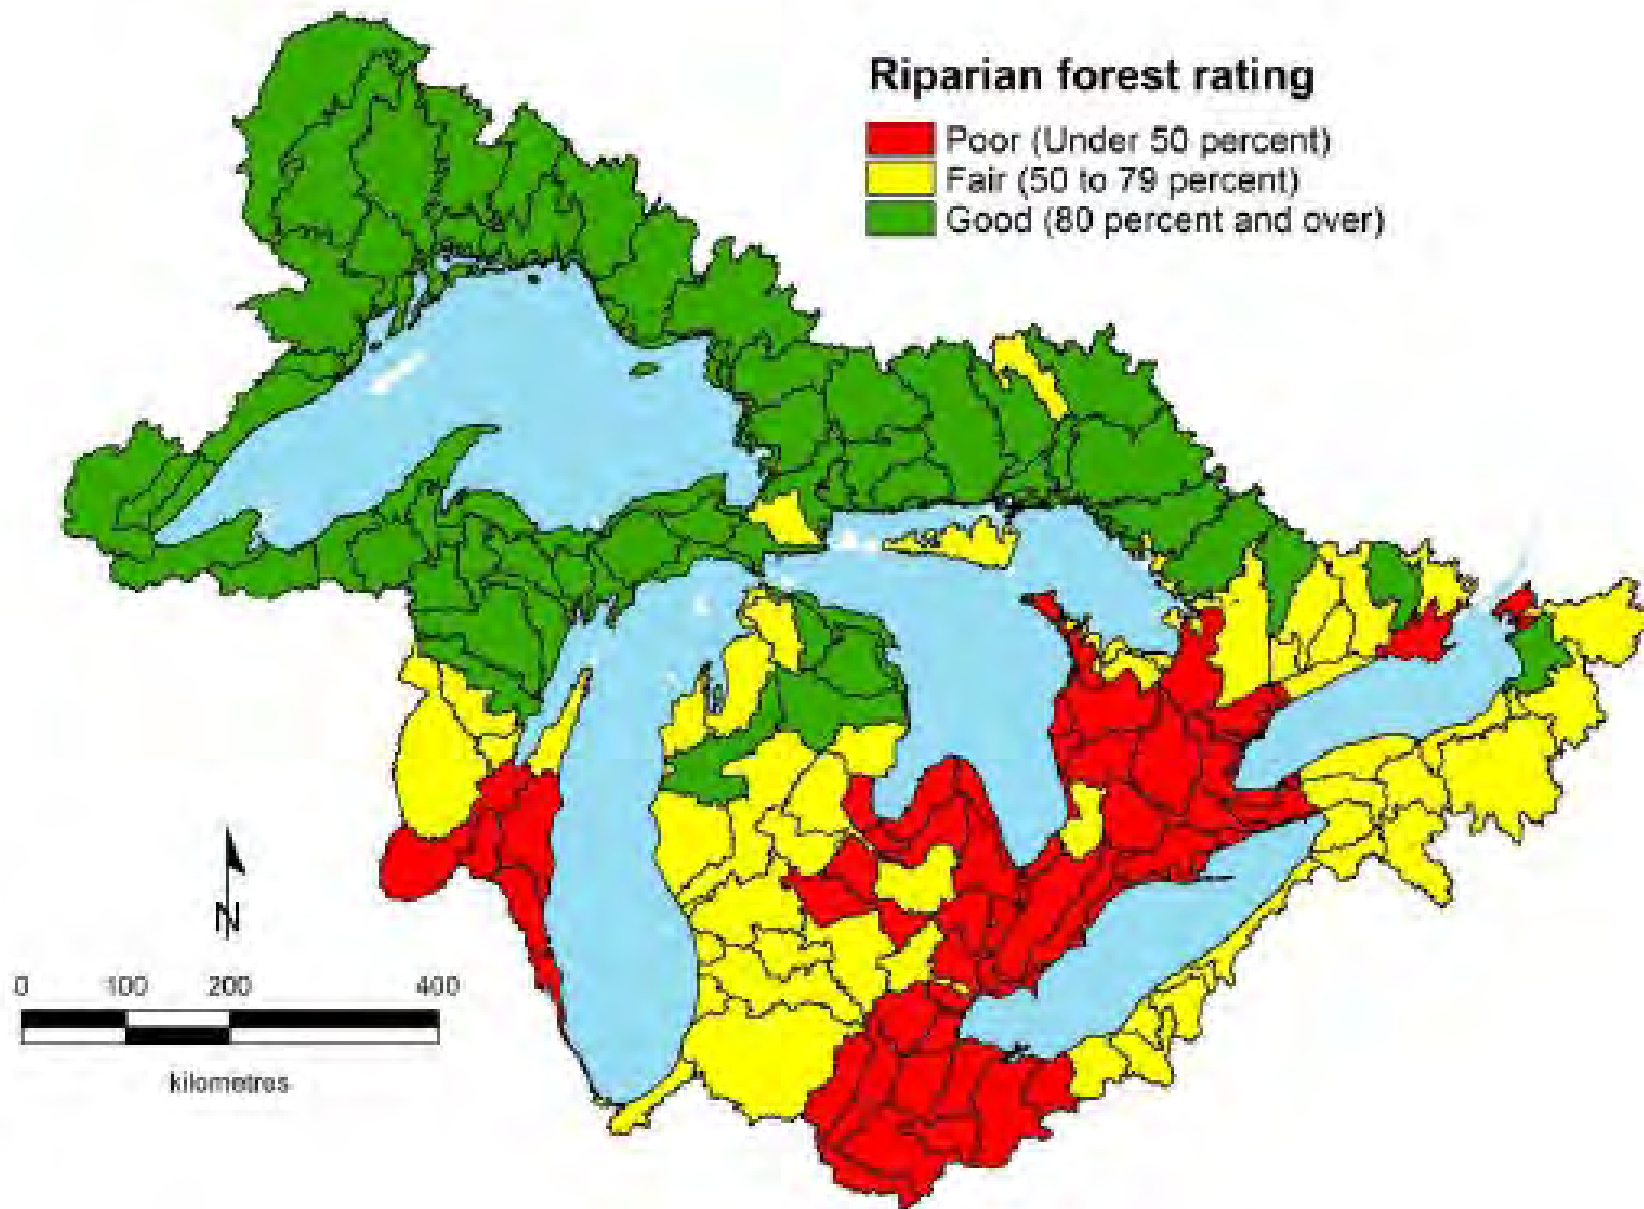 Riparian forest rating
Poor (Under 50 percent)
Fair (50 to 79 percent)
Good (80 percent and over)
N
0 100 200 400
kilometres